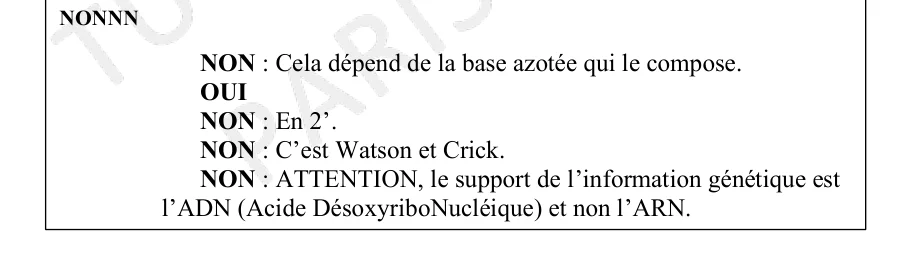 NONNN
NON : Cela dépend de la base azotée qui le compose.
OUI
NON : En 2’.
NON : C’est Watson et Crick.
NON : ATTENTION, le support de l’information génétique est
l’ADN (Acide DésoxyriboNucléique) et non l’ARN.
PARIS